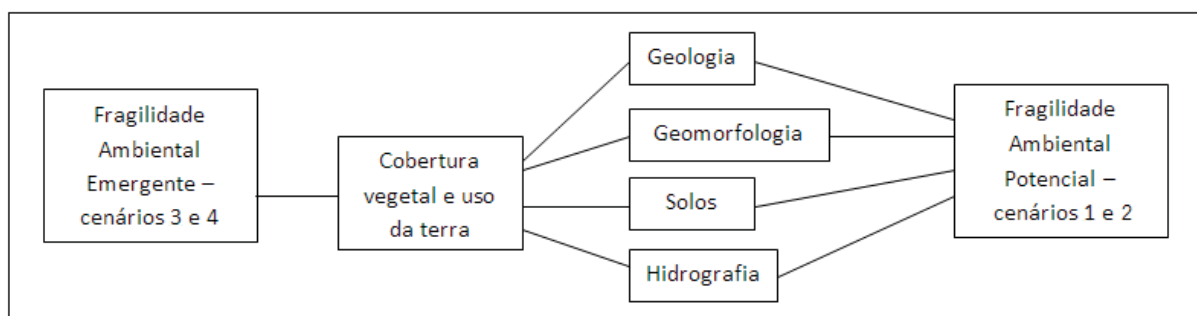 Fragilidade
Ambiental
Emergente –
cenários 3 e 4
Cobertura
vegetal e uso
da terra
Geologia
Geomorfologia
Solos
Hidrografia
Fragilidade
Ambiental
Potencial –
cenários 1 e 2